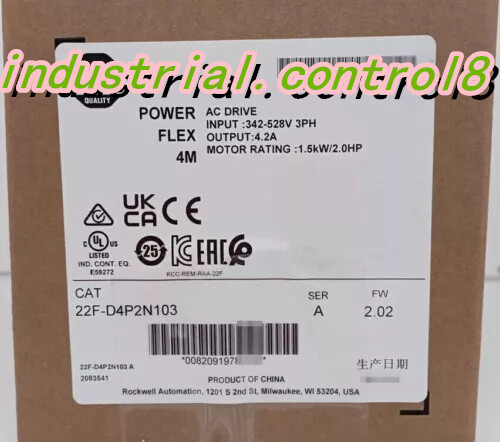 industrial.control8
QUALITY
POWER
FLEX
4M
AC DRIVE
INPUT :342-528V 3PH
OUTPUT:4.2A
MOTOR RATING :1.5kW/2.0HP
UK
CA CE
c UL us
LISTED
IND. CONT. EQ.
E59272
25
EAC
KCC-REM-RAA-22F
CAT
22F-D4P2N103
SER
A
FW
2.02
*0082091978
22F-D4P2N103 A
2083541
生产日期
PRODUCT OF CHINA
Rockwell Automation, 1201 S 2nd St, Milwaukee, WI 53204, USA